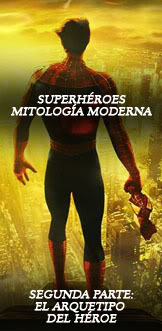 SUPERHÉROES
MITOLOGÍA MODERNA
SEGUNDA PARTE:
EL ARQUETIPO
DEL HÉROE